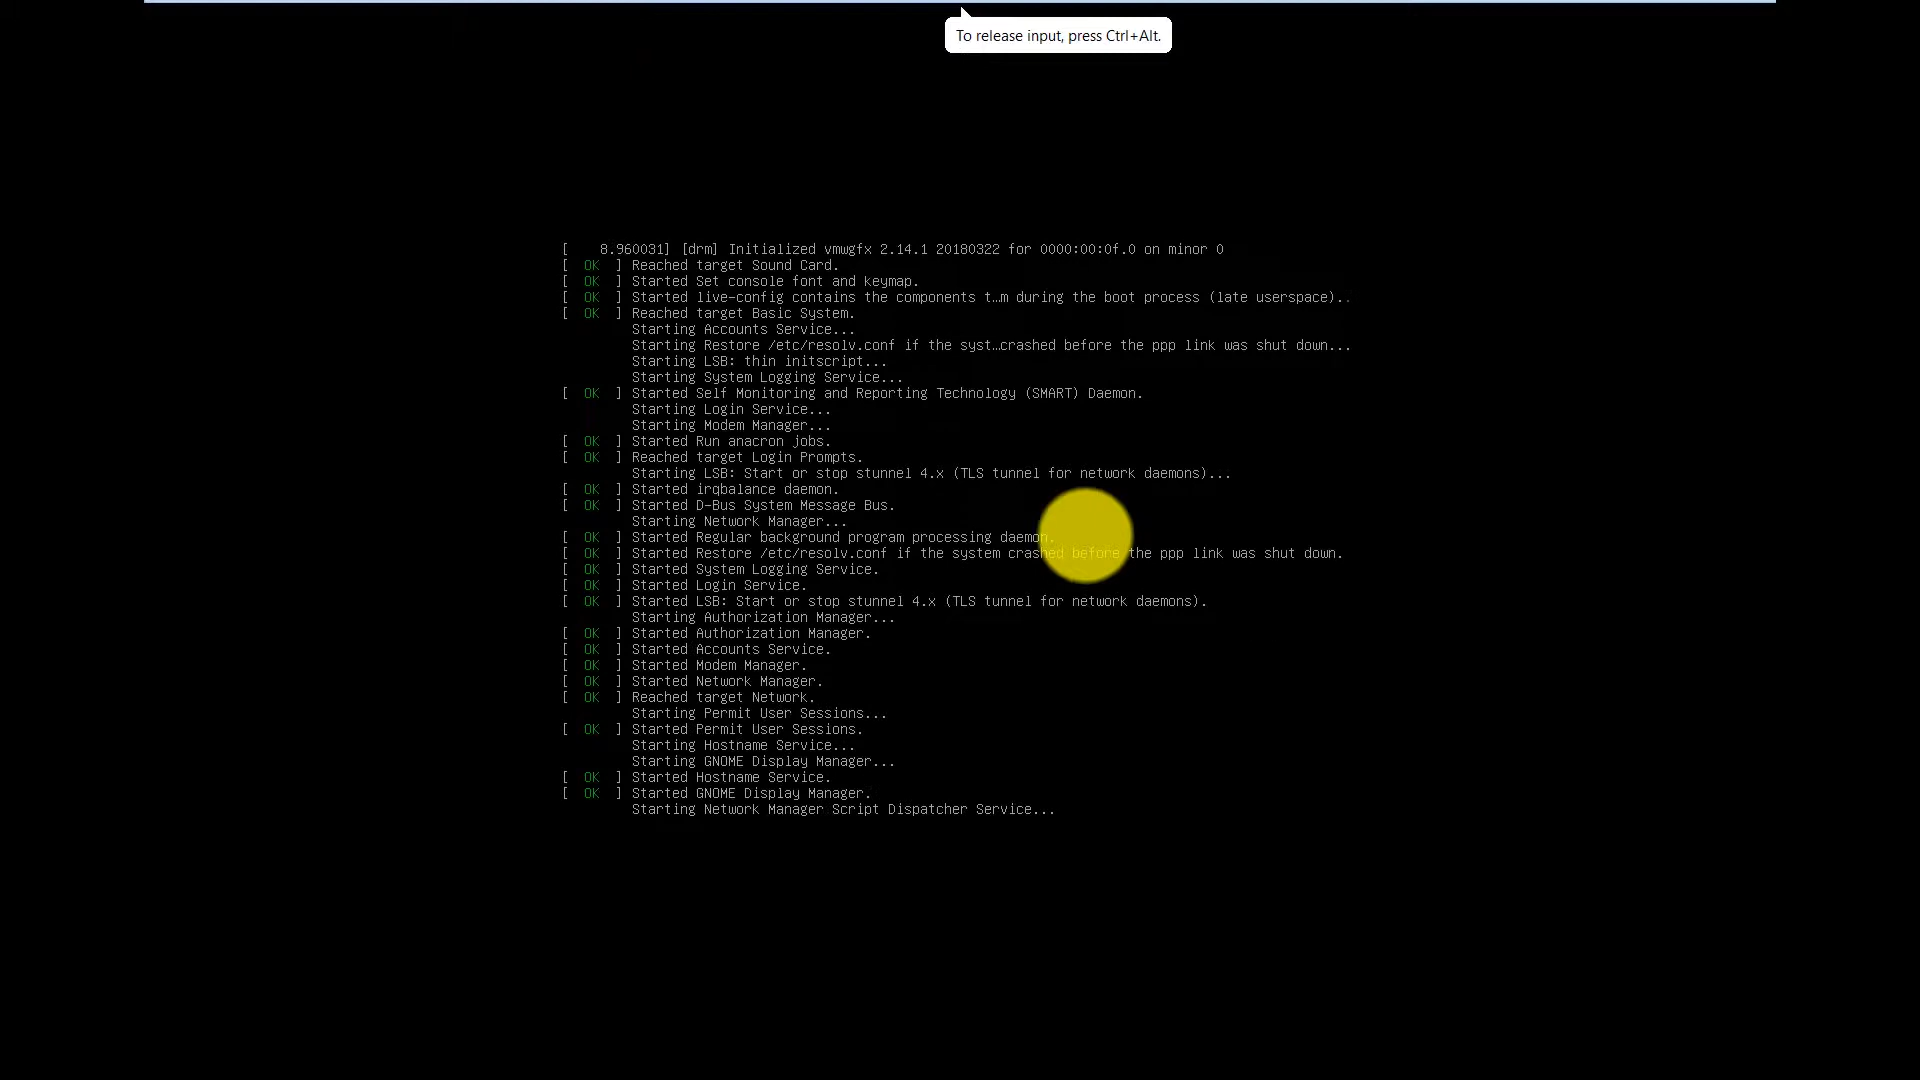 To release input, press Ctrl+Alt.
[    8.960031] [drm] Initialized vmwgfx 2.14.1 20180322 for 0000:00:0f.0 on minor 0
[  OK  ] Reached target Sound Card.
[  OK  ] Started Set console font and keymap.
[  OK  ] Started live-config contains the components t…m during the boot process (late userspace)..
[  OK  ] Reached target Basic System.
Starting Accounts Service...
Starting Restore /etc/resolv.conf if the syst…crashed before the ppp link was shut down...
Starting LSB: thin initscript...
Starting System Logging Service...
[  OK  ] Started Self Monitoring and Reporting Technology (SMART) Daemon.
Starting Login Service...
Starting Modem Manager...
[  OK  ] Started Run anacron jobs.
[  OK  ] Reached target Login Prompts.
Starting LSB: Start or stop stunnel 4.x (TLS tunnel for network daemons)...
[  OK  ] Started irqbalance daemon.
[  OK  ] Started D-Bus System Message Bus.
Starting Network Manager...
[  OK  ] Started Regular background program processing daemon.
[  OK  ] Started Restore /etc/resolv.conf if the system crashed before the ppp link was shut down.
[  OK  ] Started System Logging Service.
[  OK  ] Started Login Service.
[  OK  ] Started LSB: Start or stop stunnel 4.x (TLS tunnel for network daemons).
Starting Authorization Manager...
[  OK  ] Started Authorization Manager.
[  OK  ] Started Accounts Service.
[  OK  ] Started Modem Manager.
[  OK  ] Started Network Manager.
[  OK  ] Reached target Network.
Starting Permit User Sessions...
[  OK  ] Started Permit User Sessions.
Starting Hostname Service...
Starting GNOME Display Manager...
[  OK  ] Started Hostname Service.
[  OK  ] Started GNOME Display Manager.
Starting Network Manager Script Dispatcher Service...